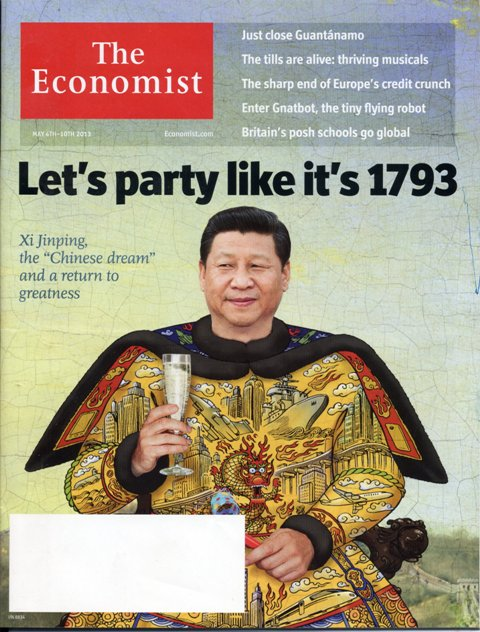 The
Economist
MAY 4TH–10TH 2013
Economist.com
Just close Guantánamo
The tills are alive: thriving musicals
The sharp end of Europe's credit crunch
Enter Gnatbot, the tiny flying robot
Britain's posh schools go global
Let's party like it's 1793
Xi Jinping,
the “Chinese dream”
and a return to
greatness